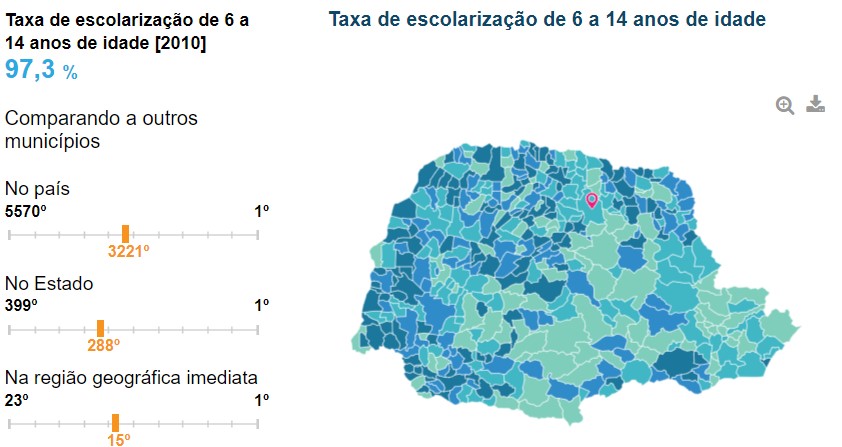 Taxa de escolarização de 6 a
14 anos de idade [2010]
97,3 %
Comparando a outros
municípios
No país
5570º 1º
3221º
No Estado
399º 1º
288º
Na região geográfica imediata
23º 1º
15º
Taxa de escolarização de 6 a 14 anos de idade